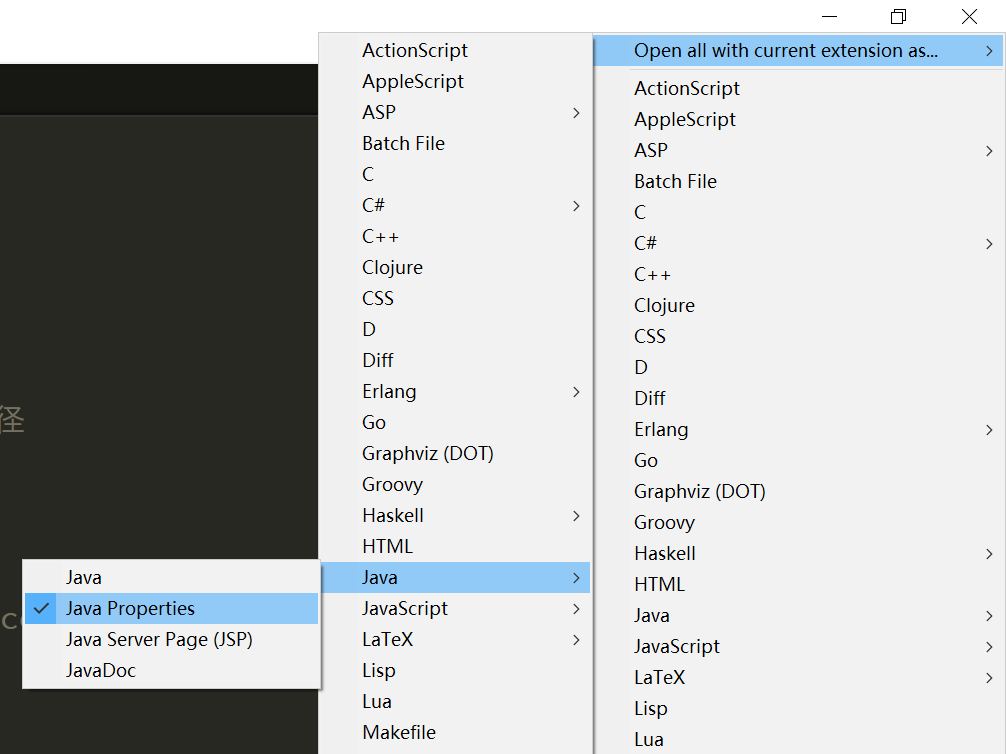 径
c
Java
Java Properties
Java Server Page (JSP)
JavaDoc
ActionScript
AppleScript
ASP
Batch File
C
C#
C++
Clojure
CSS
D
Diff
Erlang
Go
Graphviz (DOT)
Groovy
Haskell
HTML
Java
JavaScript
LaTeX
Lisp
Lua
Makefile
Open all with current extension as...
ActionScript
AppleScript
ASP
Batch File
C
C#
C++
Clojure
CSS
D
Diff
Erlang
Go
Graphviz (DOT)
Groovy
Haskell
HTML
Java
JavaScript
LaTeX
Lisp
Lua